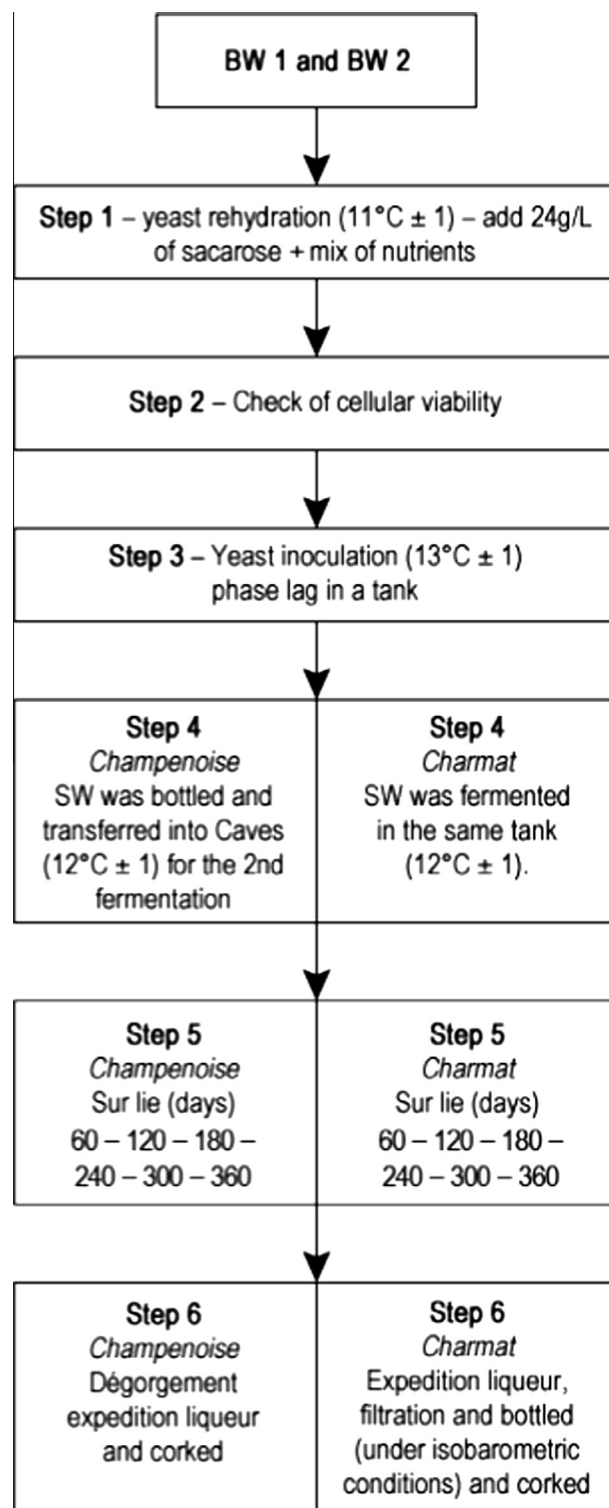 BW 1 and BW 2
Step 1 – yeast rehydration (11°C ± 1) – add 24g/L
of sacarose + mix of nutrients
Step 2 – Check of cellular viability
Step 3 – Yeast inoculation (13°C ± 1)
phase lag in a tank
Step 4
Champenoise
SW was bottled and
transferred into Caves
(12°C ± 1) for the 2nd
fermentation
Step 4
Charmat
SW was fermented
in the same tank
(12°C ± 1).
Step 5
Champenoise
Sur lie (days)
60 – 120 – 180 –
240 – 300 – 360
Step 5
Charmat
Sur lie (days)
60 – 120 – 180 –
240 – 300 – 360
Step 6
Champenoise
Dégorgement
expedition liqueur
and corked
Step 6
Charmat
Expedition liqueur,
filtration and bottled
(under isobarometric
conditions) and corked